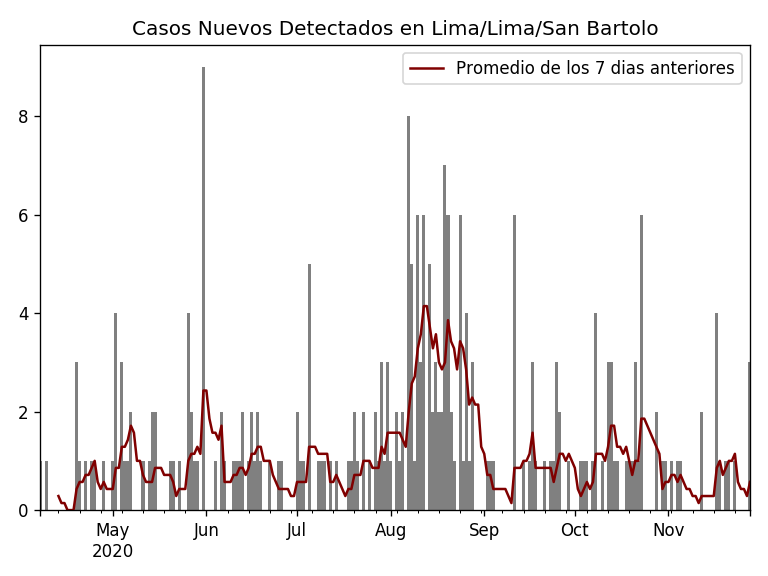 Casos Nuevos Detectados en Lima/Lima/San Bartolo
Promedio de los 7 dias anteriores
8
6
4
2
0
May Jun Jul Aug Sep Oct Nov
2020